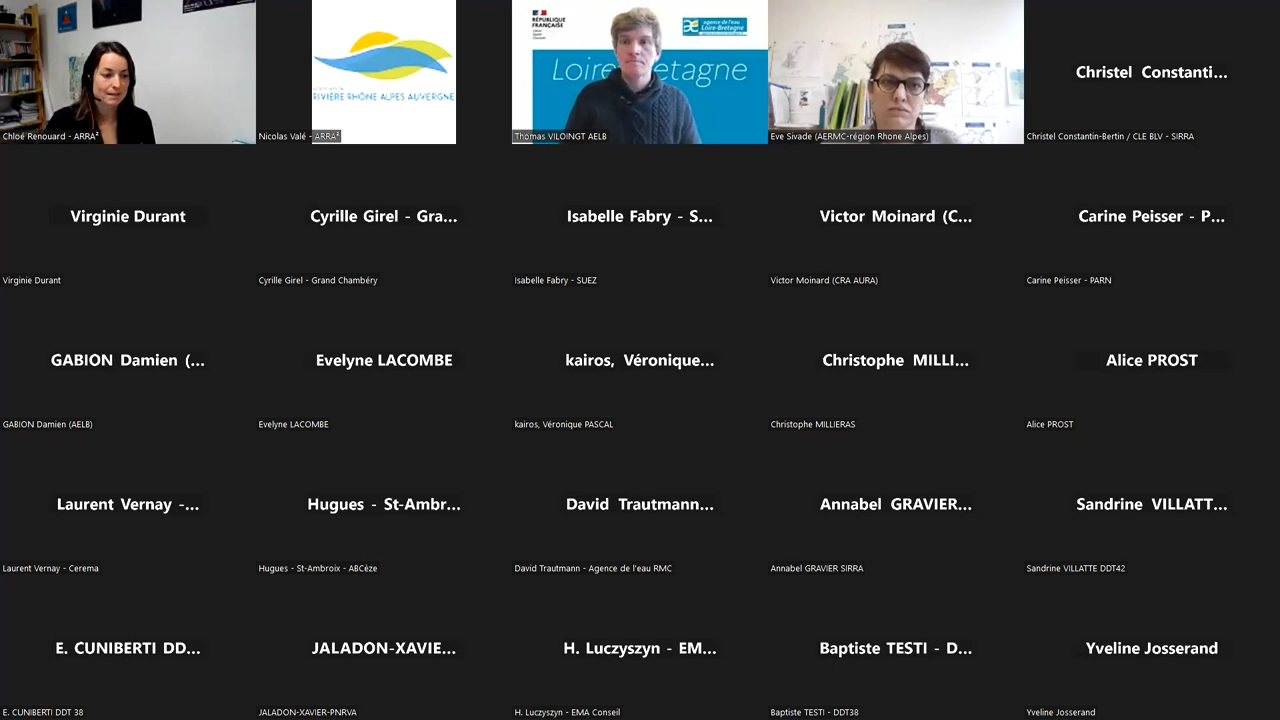 RÉPUBLIQUE
FRANÇAISE
agence de l'eau
Loire-Bretagne
Loire etagne
RIVIÈRE RHÔNE ALPES AUVERGNE
Christel Constanti...
Chloé Renouard - ARRA²
Nicolas Valé - ARRA²
Thomas VILOINGT AELB
Eve Sivade (AERMC-région Rhone Alpes)
Christel Constantin-Bertin / CLE BLV - SIRRA
Virginie Durant
Cyrille Girel - Gra...
Isabelle Fabry - S...
Victor Moinard (C...
Carine Peisser - P...
Virginie Durant
Cyrille Girel - Grand Chambéry
Isabelle Fabry - SUEZ
Victor Moinard (CRA AURA)
Carine Peisser - PARN
GABION Damien (...
Evelyne LACOMBE
kairos, Véronique...
Christophe MILLI...
Alice PROST
GABION Damien (AELB)
Evelyne LACOMBE
kairos, Véronique PASCAL
Christophe MILLIERAS
Alice PROST
Laurent Vernay -...
Hugues - St-Ambr...
David Trautmann...
Annabel GRAVIER...
Sandrine VILLATT...
Laurent Vernay - Cerema
Hugues - St-Ambroix - ABCèze
David Trautmann - Agence de l'eau RMC
Annabel GRAVIER SIRRA
Sandrine VILLATTE DDT42
E. CUNIBERTI DD...
JALADON-XAVIE...
H. Luczyszyn - EM...
Baptiste TESTI - D...
Yveline Josserand
E. CUNIBERTI DDT 38
JALADON-XAVIER-PNRVA
H. Luczyszyn - EMA Conseil
Baptiste TESTI - DDT38
Yveline Josserand